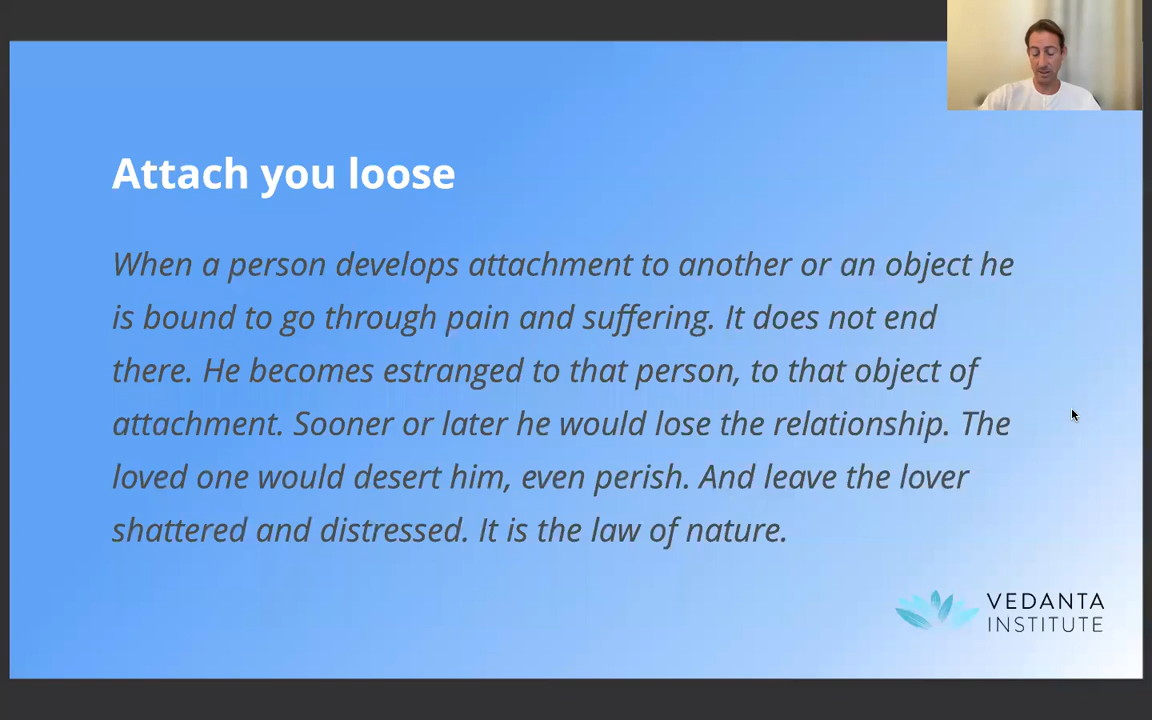 Attach you loose
When a person develops attachment to another or an object he
is bound to go through pain and suffering. It does not end
there. He becomes estranged to that person, to that object of
attachment. Sooner or later he would lose the relationship. The
loved one would desert him, even perish. And leave the lover
shattered and distressed. It is the law of nature.
VEDANTA
INSTITUTE